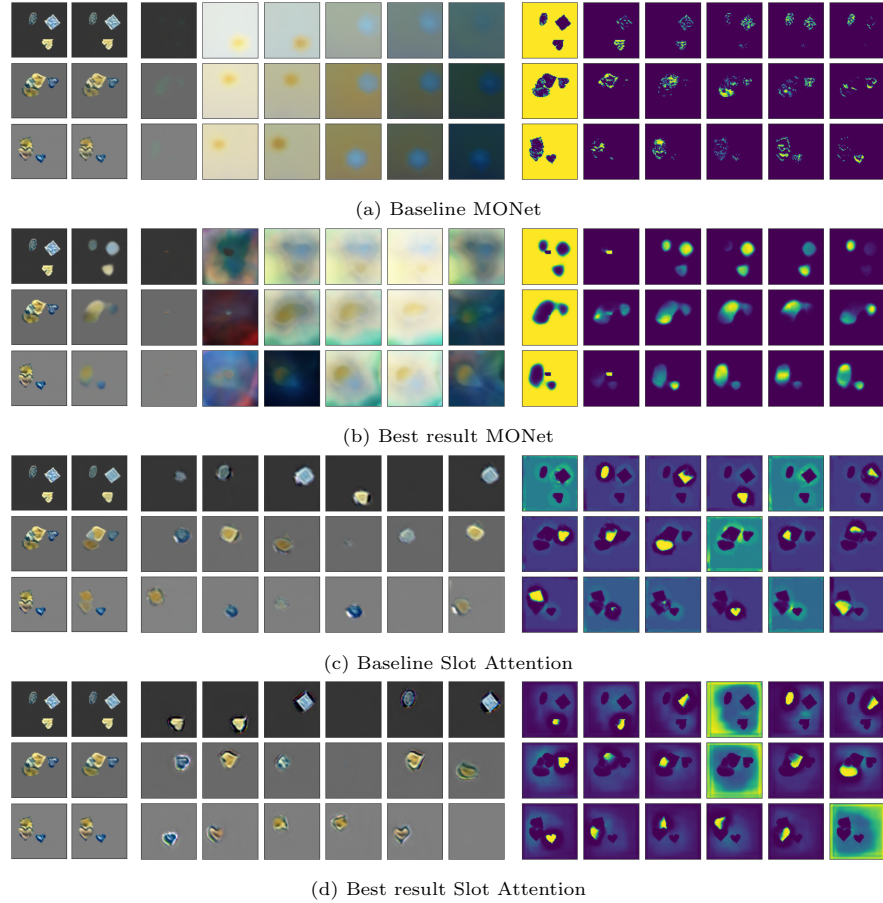 (a) Baseline MONet
(b) Best result MONet
(c) Baseline Slot Attention
(d) Best result Slot Attention